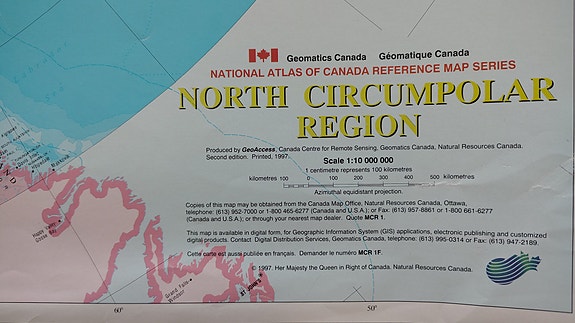 Geomatics Canada Géomatique Canada
NATIONAL ATLAS OF CANADA REFERENCE MAP SERIES
NORTH CIRCUMPOLAR
REGION
Produced by GeoAccess, Canada Centre for Remote Sensing, Geomatics Canada, Natural Resources Canada.
Second edition. Printed, 1997.
Scale 1:10 000 000
1 centimetre represents 100 kilometres
kilometres 100 0 100 200 300 400 500 kilometres
Azimuthal equidistant projection.
Copies of this map may be obtained from the Canada Map Office, Natural Resources Canada, Ottawa,
telephone: (613) 952-7000 or 1-800 465-6277 (Canada and U.S.A.); or Fax: (613) 957-8861 or 1-800 661-6277
(Canada and U.S.A.); or through your nearest map dealer. Quote MCR 1.
This map is available in digital form, for Geographic Information System (GIS) applications, electronic publishing and customized
digital products. Contact: Digital Distribution Services, Geomatics Canada, telephone: (613) 995-0314 or Fax: (613) 947-2189.
Cette carte est aussi publiée en français. Demander le numéro MCR 1F.
© 1997. Her Majesty the Queen in Right of Canada. Natural Resources Canada.
Makkovik
Happy Valley-
Goose Bay
Grand Falls-
Windsor
ST. JOHN'S
60°
50°